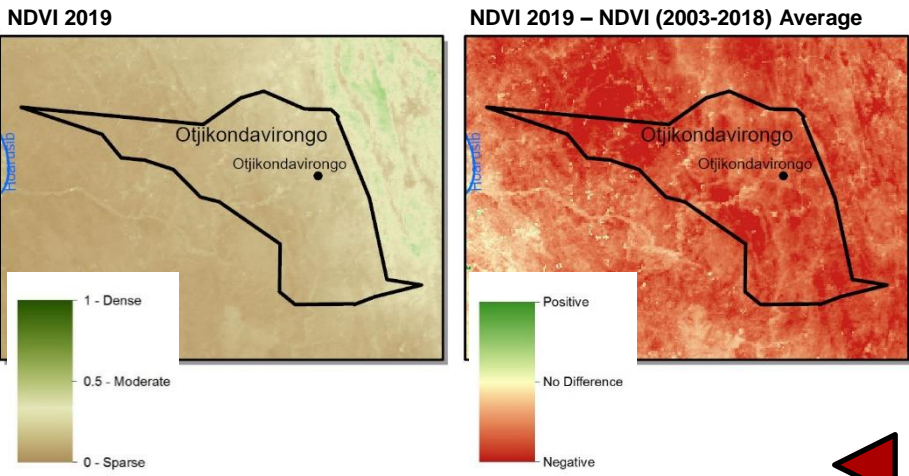 NDVI 2019
NDVI 2019 – NDVI (2003-2018) Average
Otjikondavirongo
Otjikondavirongo
Hoarusib
1 - Dense
0.5 - Moderate
0 - Sparse
Otjikondavirongo
Otjikondavirongo
Hoarusib
Positive
No Difference
Negative